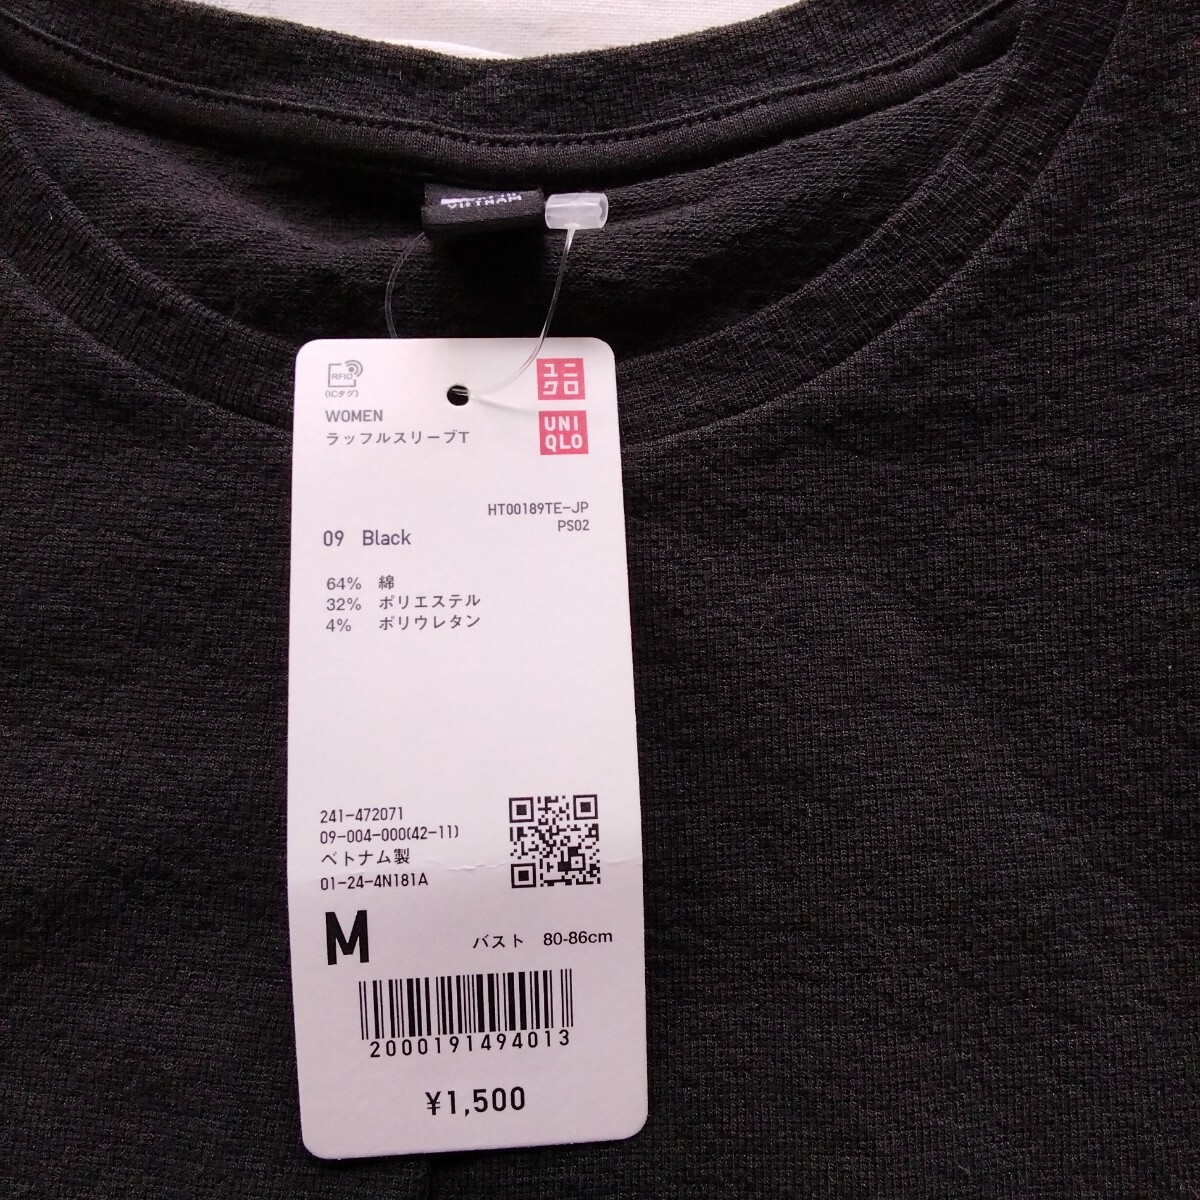 VIETNAM
RFID
(ICタグ)
ユニ
クロ
UNI
QLO
WOMEN
ラッフルスリーブT
HT00189TE-JP
PS02
09 Black
64% 綿
32% ポリエステル
4% ポリウレタン
241-472071
09-004-000(42-11)
ベトナム製
01-24-4N181A
M バスト 80-86cm
2000191494013
¥1,500